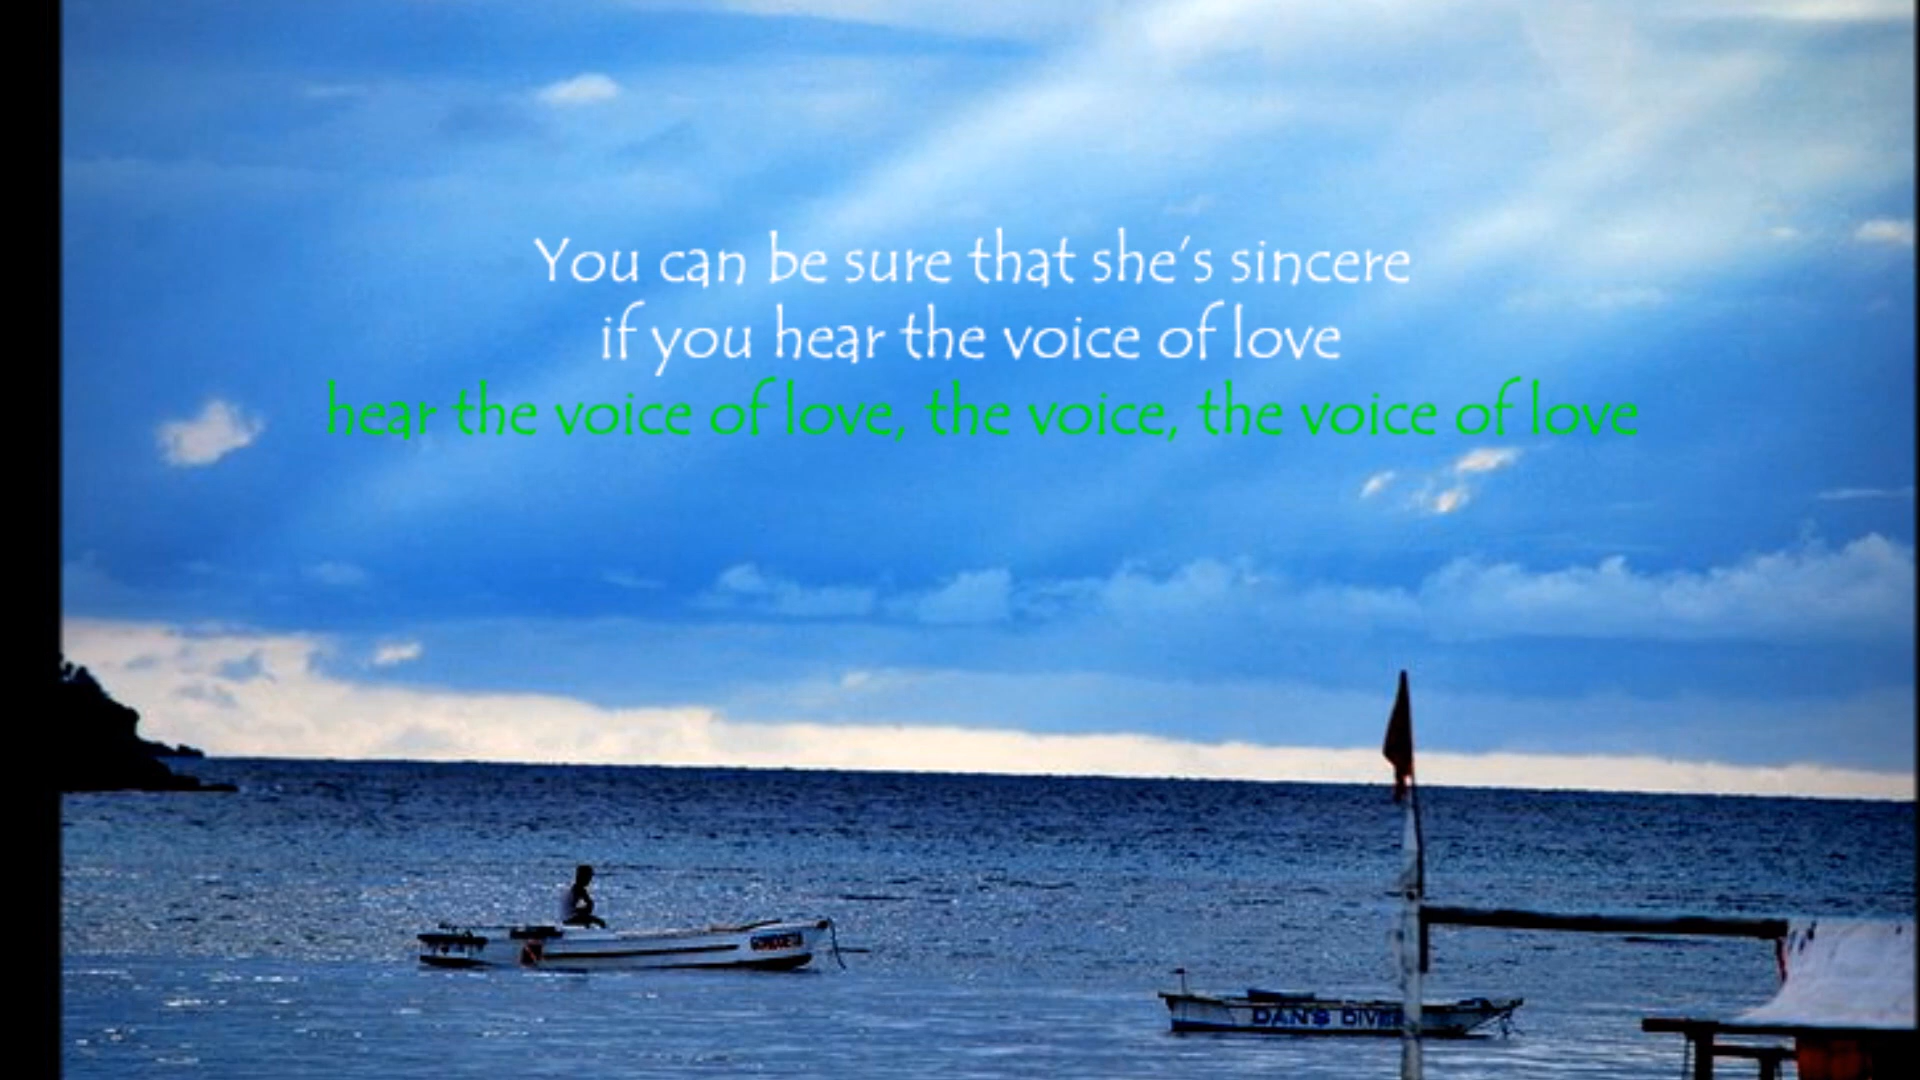 You can be sure that she's sincere
if you hear the voice of love
hear the voice of love, the voice, the voice of love
DAN'S DIVE